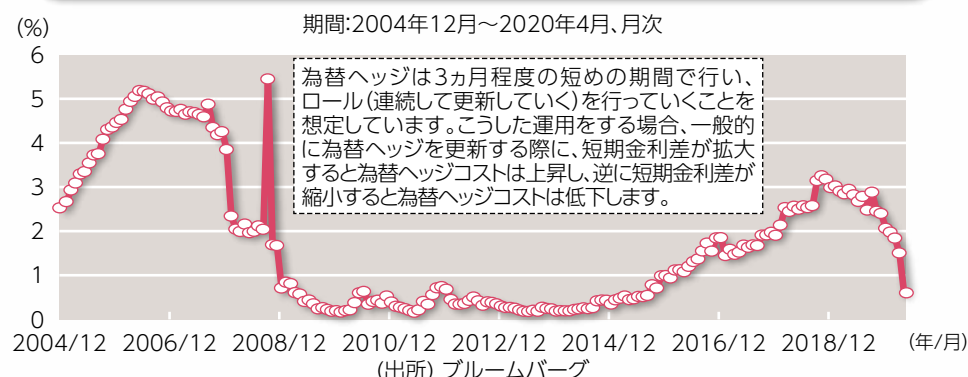 期間:2004年12月～2020年4月、月次
(%)
6
5
4
3
2
1
0
為替ヘッジは3ヵ月程度の短めの期間で行い、
ロール(連続して更新していく)を行っていくことを
想定しています。こうした運用をする場合、一般的
に為替ヘッジを更新する際に、短期金利差が拡大
すると為替ヘッジコストは上昇し、逆に短期金利差が
縮小すると為替ヘッジコストは低下します。
2004/12 2006/12 2008/12 2010/12 2012/12 2014/12 2016/12 2018/12 (年/月)
(出所) ブルームバーグ